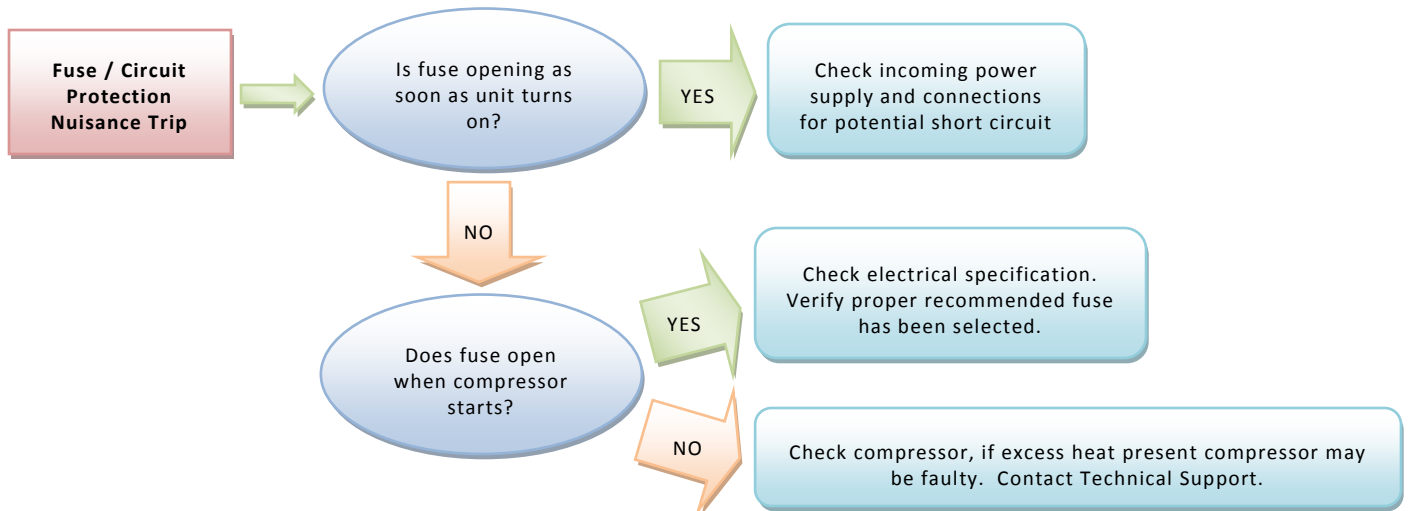 Fuse / Circuit
Protection
Nuisance Trip
Is fuse opening as
soon as unit turns
on?
YES
Check incoming power
supply and connections
for potential short circuit
NO
Does fuse open
when compressor
starts?
YES
Check electrical specification.
Verify proper recommended fuse
has been selected.
NO
Check compressor, if excess heat present compressor may
be faulty. Contact Technical Support.